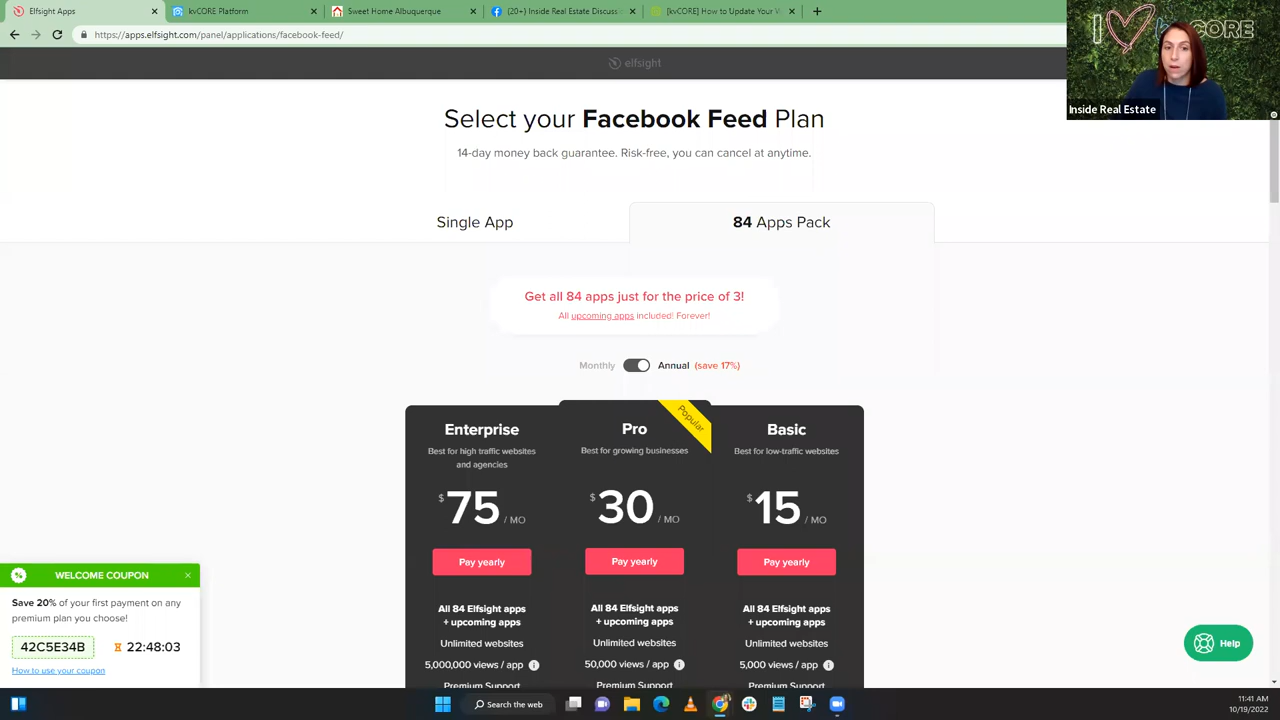 Elfsight Apps
kvCORE Platform
Sweet Home Albuquerque
(20+) Inside Real Estate Discussi
[kvCORE] How to Update Your V
https://apps.elfsight.com/panel/applications/facebook-feed/
elfsight
I
CORE
Inside Real Estate
Select your Facebook Feed Plan
14-day money back guarantee. Risk-free, you can cancel at anytime.
Single App
84 Apps Pack
Get all 84 apps just for the price of 3!
All upcoming apps included! Forever!
Monthly
Annual (save 17%)
Enterprise
Best for high traffic websites
and agencies
$75 / MO
Pay yearly
All 84 Elfsight apps
+ upcoming apps
Unlimited websites
5,000,000 views / app
Premium Support
Popular
Pro
Best for growing businesses
$30 / MO
Pay yearly
All 84 Elfsight apps
+ upcoming apps
Unlimited websites
50,000 views / app
Premium Support
Basic
Best for low-traffic websites
$15 / MO
Pay yearly
All 84 Elfsight apps
+ upcoming apps
Unlimited websites
5,000 views / app
Premium Support
WELCOME COUPON
Save 20% of your first payment on any
premium plan you choose!
42C5E34B
22:48:03
How to use your coupon
Help
Search the web
11:41 AM
10/19/2022